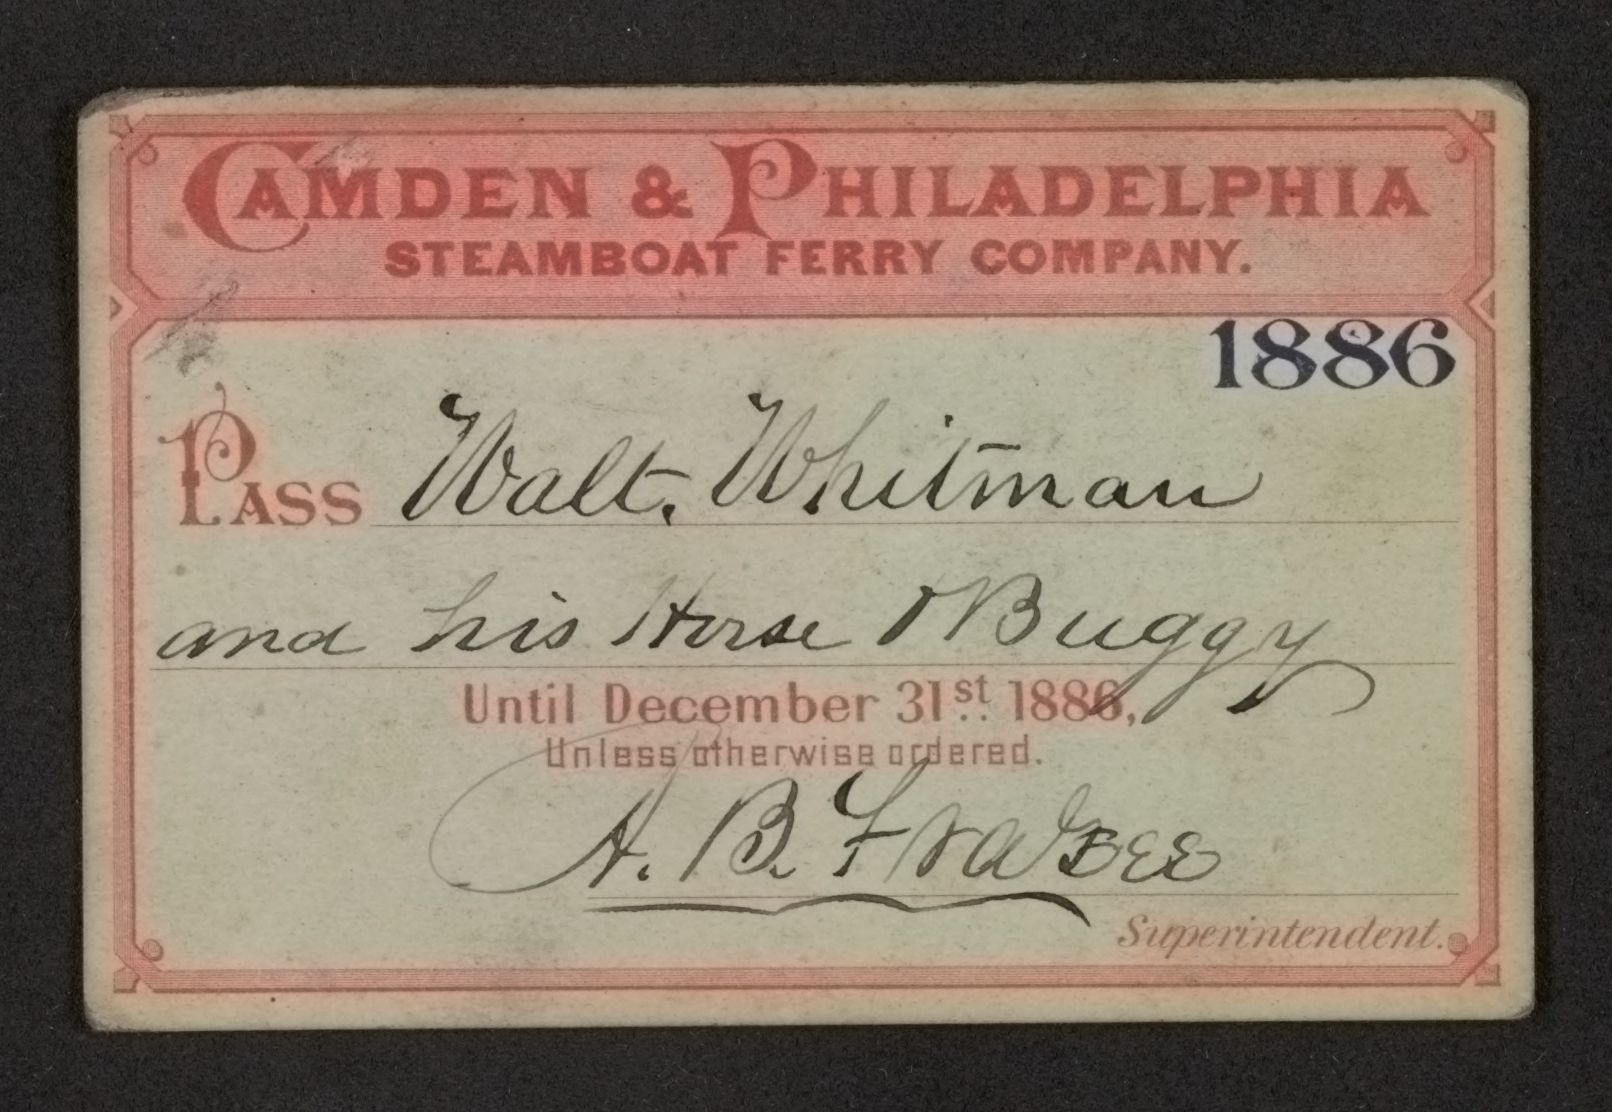 CAMDEN & PHILADELPHIA
STEAMBOAT FERRY COMPANY.
1886
PASS Walt. Whitman
and his Horse & Buggy
Until December 31st. 1886,
Unless otherwise ordered.
A. B. Frazee
Superintendent.